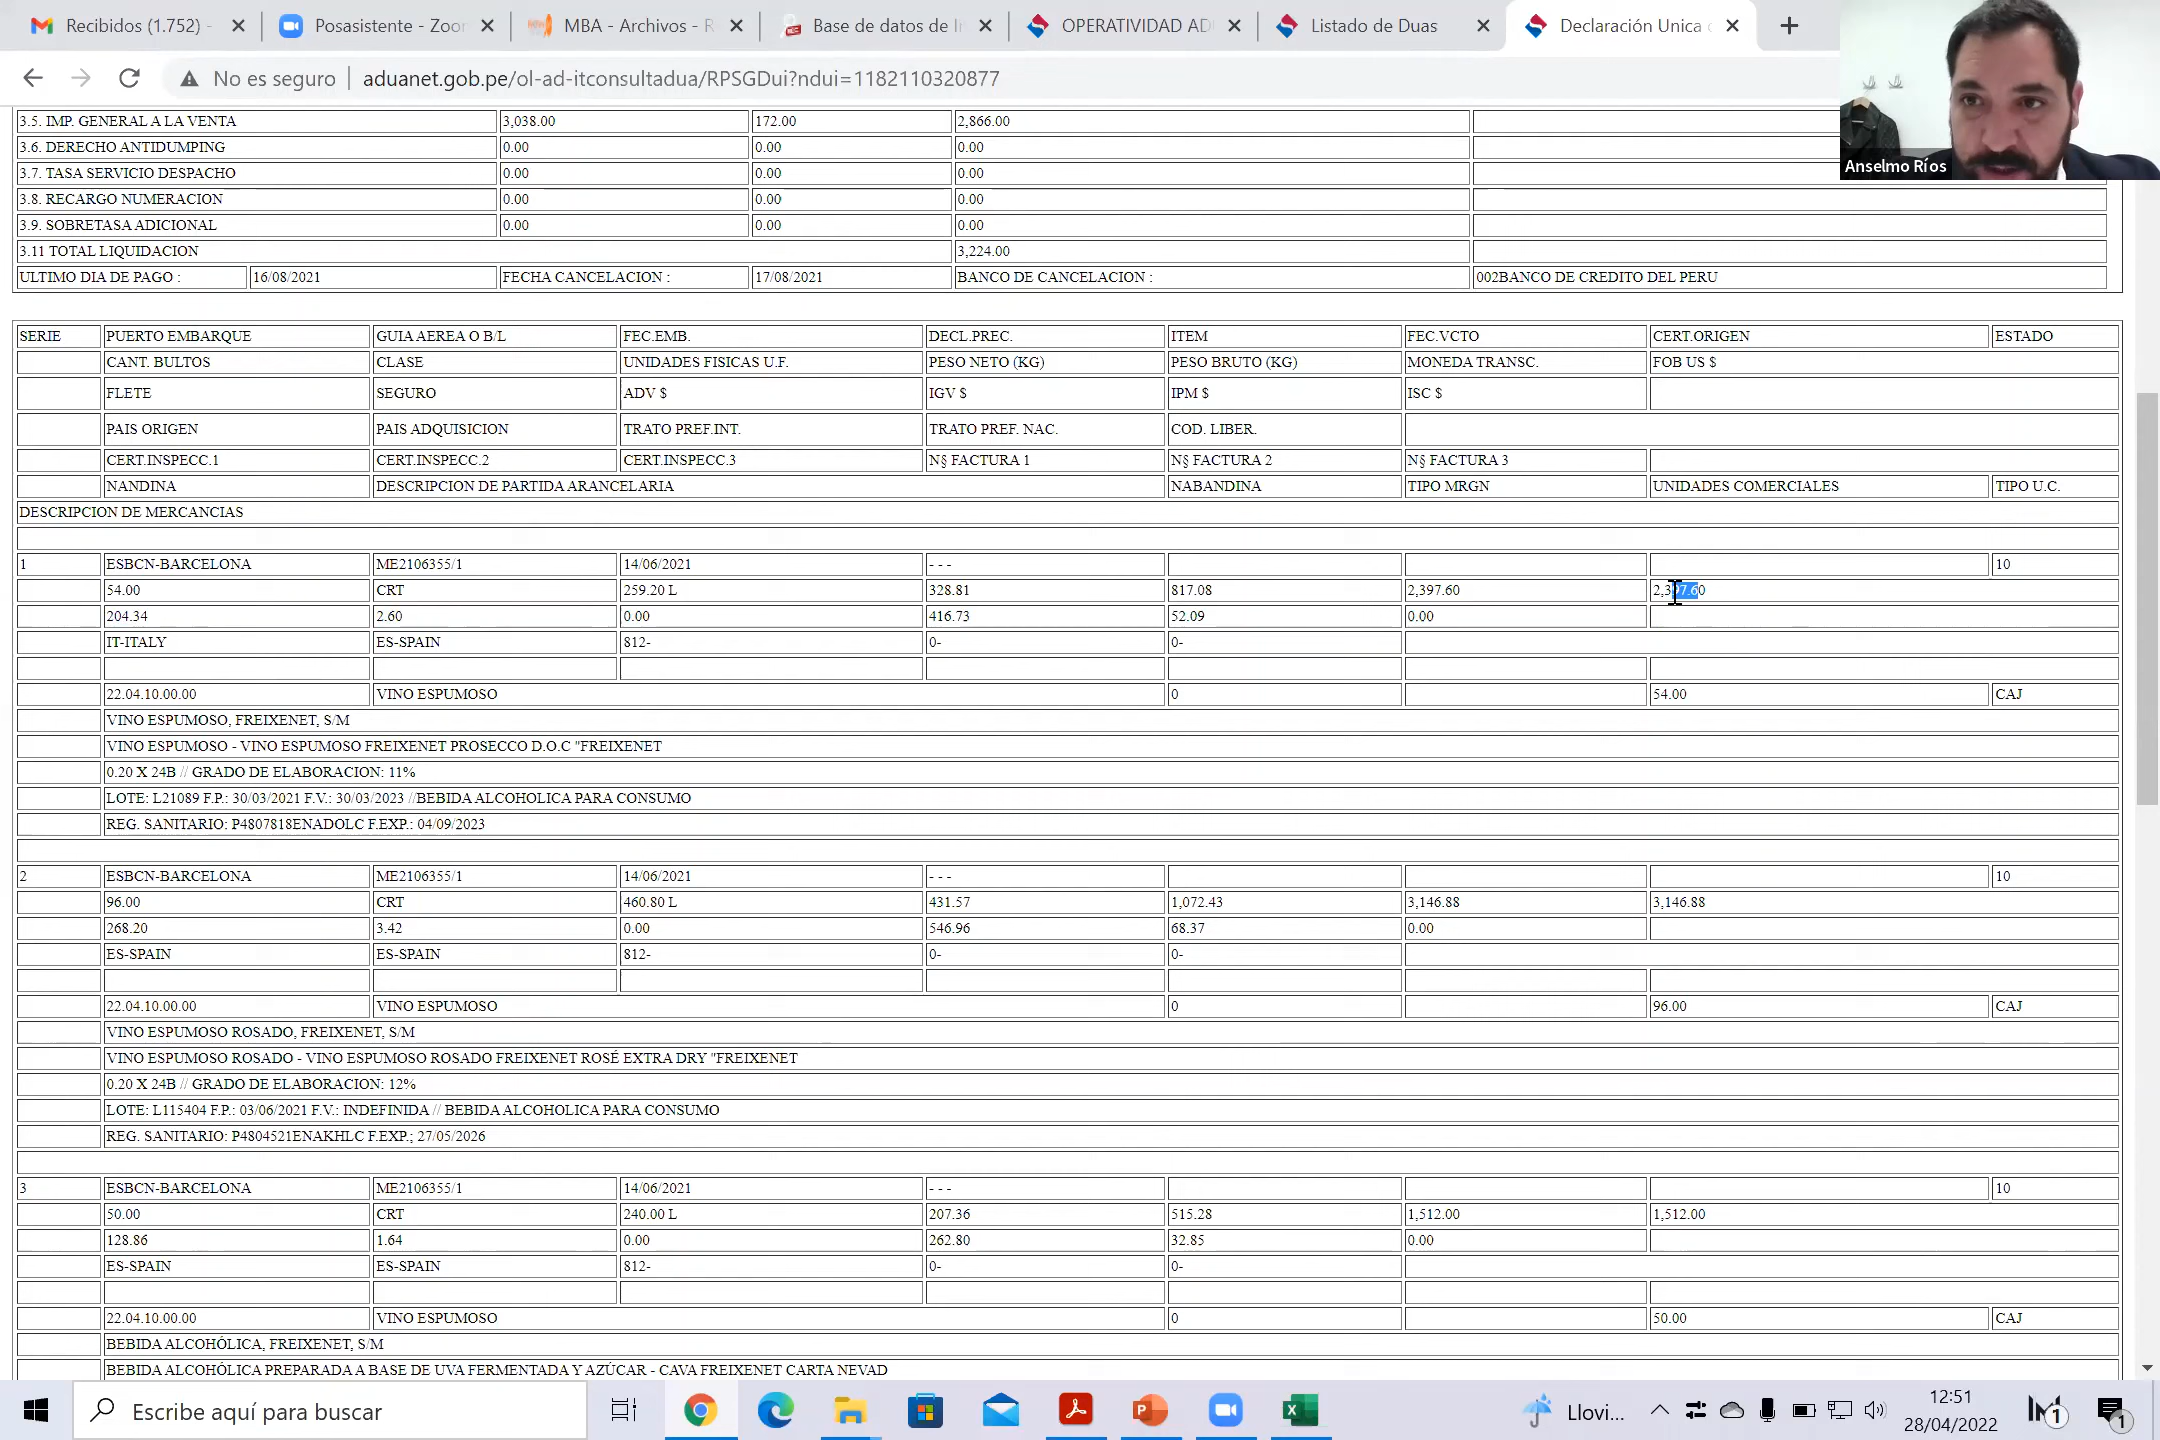 Recibidos (1.752) -
Posasistente - Zoor
MBA - Archivos - R
Base de datos de In
OPERATIVIDAD AD
Listado de Duas
Declaración Unica
No es seguro | aduanet.gob.pe/ol-ad-itconsultadua/RPSGDui?ndui=1182110320877
Anselmo Ríos
3.5. IMP. GENERAL A LA VENTA 3,038.00 172.00 2,866.00
3.6. DERECHO ANTIDUMPING 0.00 0.00 0.00
3.7. TASA SERVICIO DESPACHO 0.00 0.00 0.00
3.8. RECARGO NUMERACION 0.00 0.00 0.00
3.9. SOBRETASA ADICIONAL 0.00 0.00 0.00
3.11 TOTAL LIQUIDACION 3,224.00
ULTIMO DIA DE PAGO : 16/08/2021 FECHA CANCELACION : 17/08/2021 BANCO DE CANCELACION : 002BANCO DE CREDITO DEL PERU
SERIE PUERTO EMBARQUE GUIA AEREA O B/L FEC.EMB. DECL.PREC. ITEM FEC.VCTO CERT.ORIGEN ESTADO
CANT. BULTOS CLASE UNIDADES FISICAS U.F. PESO NETO (KG) PESO BRUTO (KG) MONEDA TRANSC. FOB US $
FLETE SEGURO ADV $ IGV $ IPM $ ISC $
PAIS ORIGEN PAIS ADQUISICION TRATO PREF.INT. TRATO PREF. NAC. COD. LIBER.
CERT.INSPECC.1 CERT.INSPECC.2 CERT.INSPECC.3 N§ FACTURA 1 N§ FACTURA 2 N§ FACTURA 3
NANDINA DESCRIPCION DE PARTIDA ARANCELARIA NABANDINA TIPO MRGN UNIDADES COMERCIALES TIPO U.C.
DESCRIPCION DE MERCANCIAS
1 ESBCN-BARCELONA ME2106355/1 14/06/2021 - - - 10
54.00 CRT 259.20 L 328.81 817.08 2,397.60 2,397.60
204.34 2.60 0.00 416.73 52.09 0.00
IT-ITALY ES-SPAIN 812- 0- 0-
22.04.10.00.00 VINO ESPUMOSO 0 54.00 CAJ
VINO ESPUMOSO, FREIXENET, S/M
VINO ESPUMOSO - VINO ESPUMOSO FREIXENET PROSECCO D.O.C "FREIXENET
0.20 X 24B // GRADO DE ELABORACION: 11%
LOTE: L21089 F.P.: 30/03/2021 F.V.: 30/03/2023 //BEBIDA ALCOHOLICA PARA CONSUMO
REG. SANITARIO: P4807818ENADOLC F.EXP.: 04/09/2023
2 ESBCN-BARCELONA ME2106355/1 14/06/2021 - - - 10
96.00 CRT 460.80 L 431.57 1,072.43 3,146.88 3,146.88
268.20 3.42 0.00 546.96 68.37 0.00
ES-SPAIN ES-SPAIN 812- 0- 0-
22.04.10.00.00 VINO ESPUMOSO 0 96.00 CAJ
VINO ESPUMOSO ROSADO, FREIXENET, S/M
VINO ESPUMOSO ROSADO - VINO ESPUMOSO ROSADO FREIXENET ROSÉ EXTRA DRY "FREIXENET
0.20 X 24B // GRADO DE ELABORACION: 12%
LOTE: L115404 F.P.: 03/06/2021 F.V.: INDEFINIDA // BEBIDA ALCOHOLICA PARA CONSUMO
REG. SANITARIO: P4804521ENAKHLC F.EXP.; 27/05/2026
3 ESBCN-BARCELONA ME2106355/1 14/06/2021 - - - 10
50.00 CRT 240.00 L 207.36 515.28 1,512.00 1,512.00
128.86 1.64 0.00 262.80 32.85 0.00
ES-SPAIN ES-SPAIN 812- 0- 0-
22.04.10.00.00 VINO ESPUMOSO 0 50.00 CAJ
BEBIDA ALCOHÓLICA, FREIXENET, S/M
BEBIDA ALCOHÓLICA PREPARADA A BASE DE UVA FERMENTADA Y AZÚCAR - CAVA FREIXENET CARTA NEVAD
Escribe aquí para buscar
Llovi...
12:51
28/04/2022
1
1